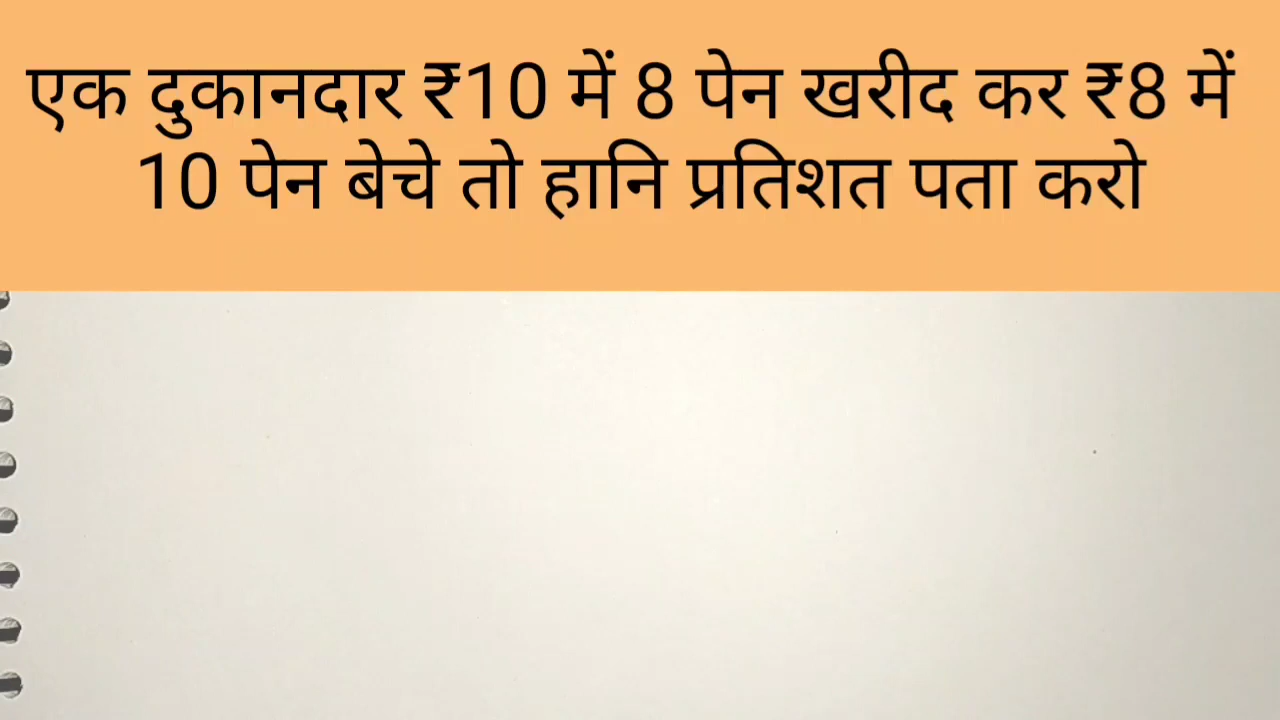 एक दुकानदार ₹10 में 8 पेन खरीद कर ₹8 में
10 पेन बेचे तो हानि प्रतिशत पता करो